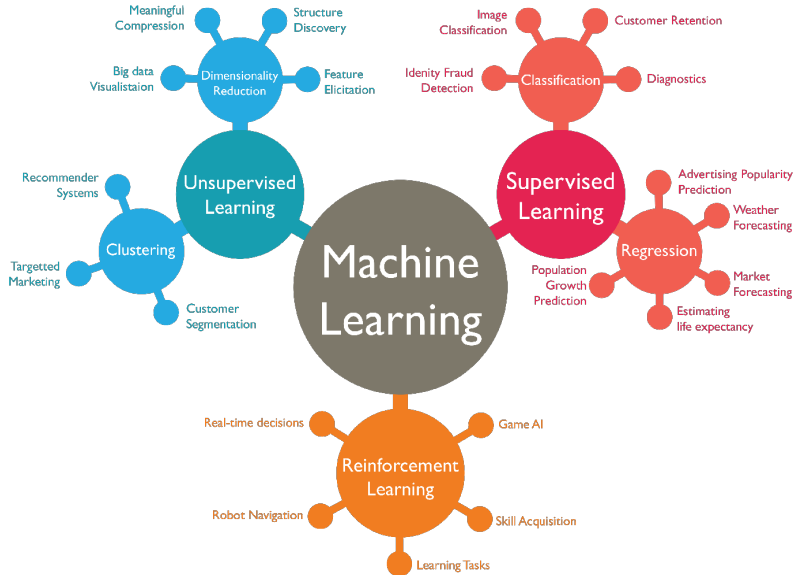 Meaningful
Compression
Structure
Discovery
Big data
Visualistaion
Dimensionality
Reduction
Feature
Elicitation
Image
Classification
Customer Retention
Idenity Fraud
Detection
Classification
Diagnostics
Unsupervised
Learning
Supervised
Learning
Recommender
Systems
Clustering
Targetted
Marketing
Customer
Segmentation
Machine
Learning
Advertising Popularity
Prediction
Weather
Forecasting
Regression
Population
Growth
Prediction
Market
Forecasting
Estimating
life expectancy
Real-time decisions
Game AI
Reinforcement
Learning
Robot Navigation
Skill Acquisition
Learning Tasks